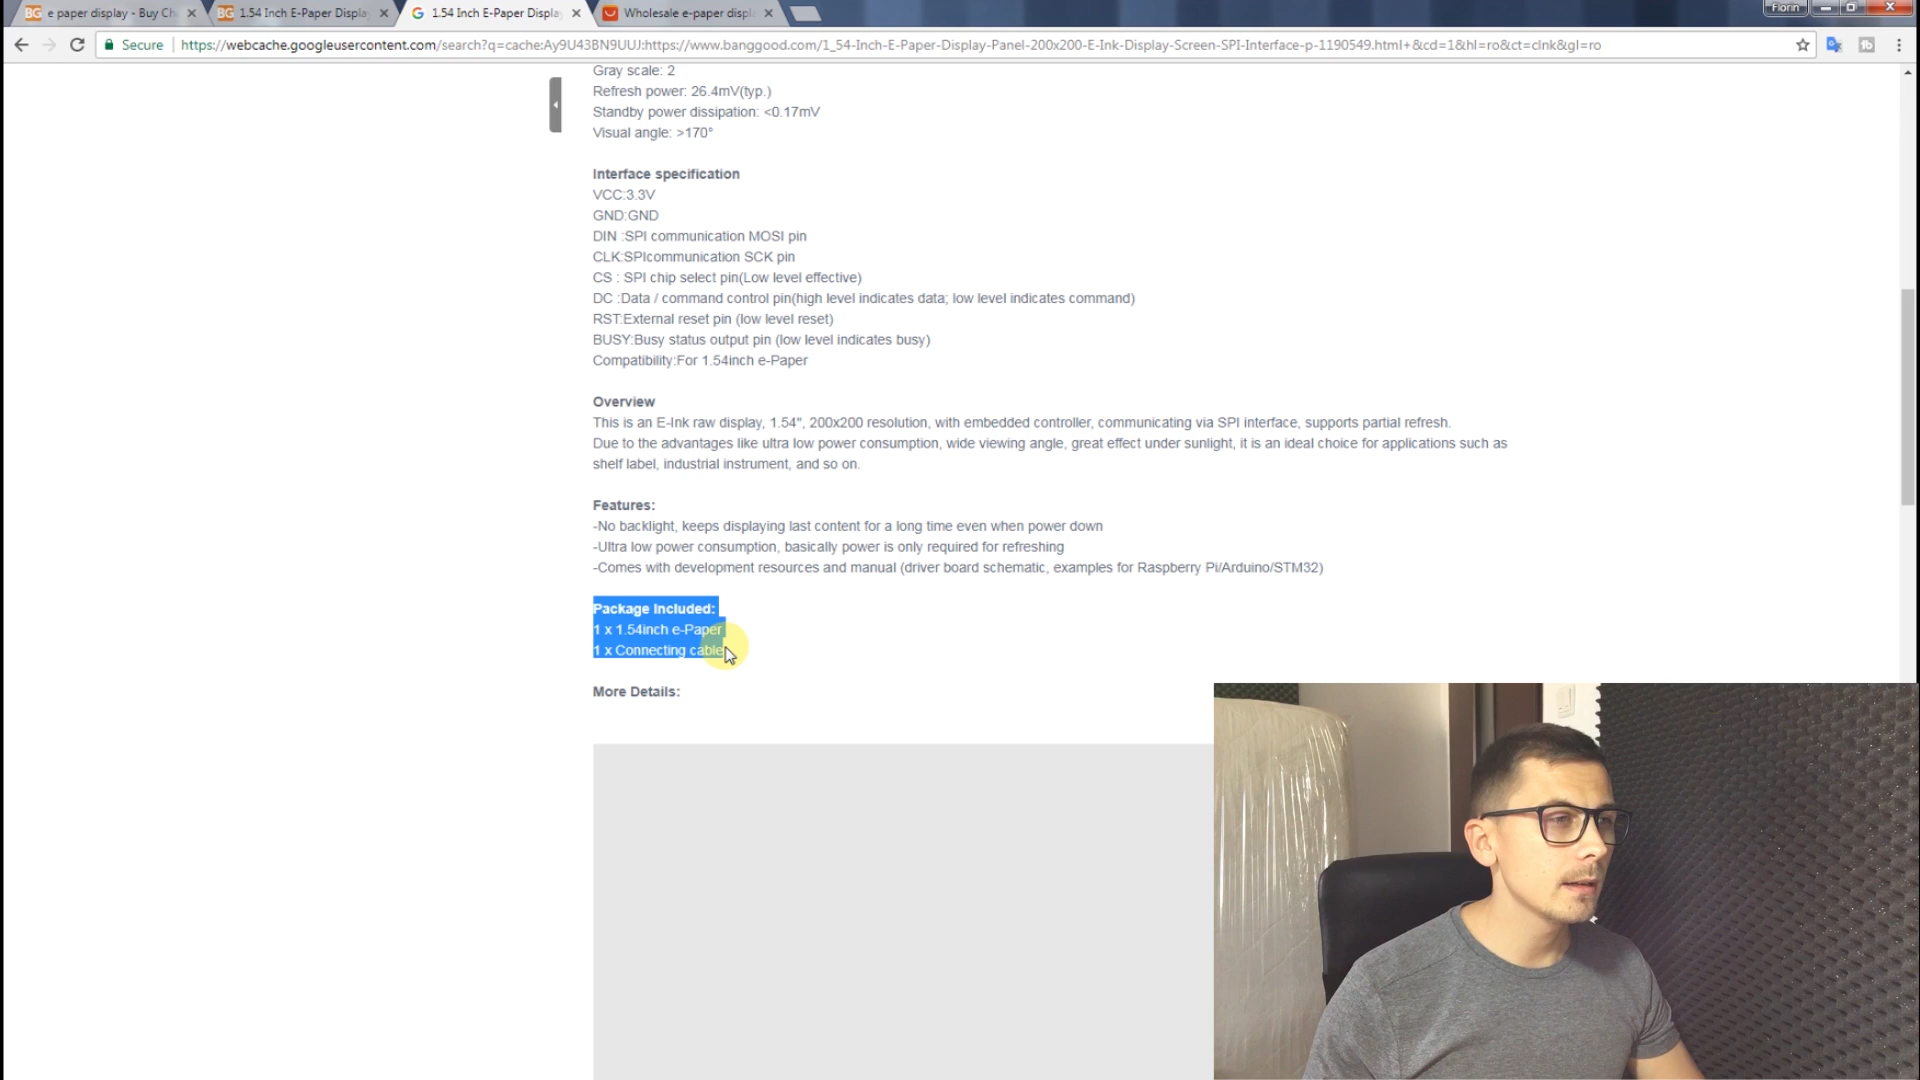 e paper display - Buy Ch
1.54 Inch E-Paper Displa
1.54 Inch E-Paper Displa
Wholesale e-paper displ
Florin
Secure
https://webcache.googleusercontent.com/search?q=cache:Ay9U43BN9UUJ:https://www.banggood.com/1_54-Inch-E-Paper-Display-Panel-200x200-E-Ink-Display-Screen-SPI-Interface-p-1190549.html+&cd=1&hl=ro&ct=clnk&gl=ro
Gray scale: 2
Refresh power: 26.4mV(typ.)
Standby power dissipation: <0.17mV
Visual angle: >170°
Interface specification
VCC:3.3V
GND:GND
DIN :SPI communication MOSI pin
CLK:SPIcommunication SCK pin
CS : SPI chip select pin(Low level effective)
DC :Data / command control pin(high level indicates data; low level indicates command)
RST:External reset pin (low level reset)
BUSY:Busy status output pin (low level indicates busy)
Compatibility:For 1.54inch e-Paper
Overview
This is an E-Ink raw display, 1.54", 200x200 resolution, with embedded controller, communicating via SPI interface, supports partial refresh.
Due to the advantages like ultra low power consumption, wide viewing angle, great effect under sunlight, it is an ideal choice for applications such as
shelf label, industrial instrument, and so on.
Features:
-No backlight, keeps displaying last content for a long time even when power down
-Ultra low power consumption, basically power is only required for refreshing
-Comes with development resources and manual (driver board schematic, examples for Raspberry Pi/Arduino/STM32)
Package Included:
1 x 1.54inch e-Paper
1 x Connecting cable
More Details: